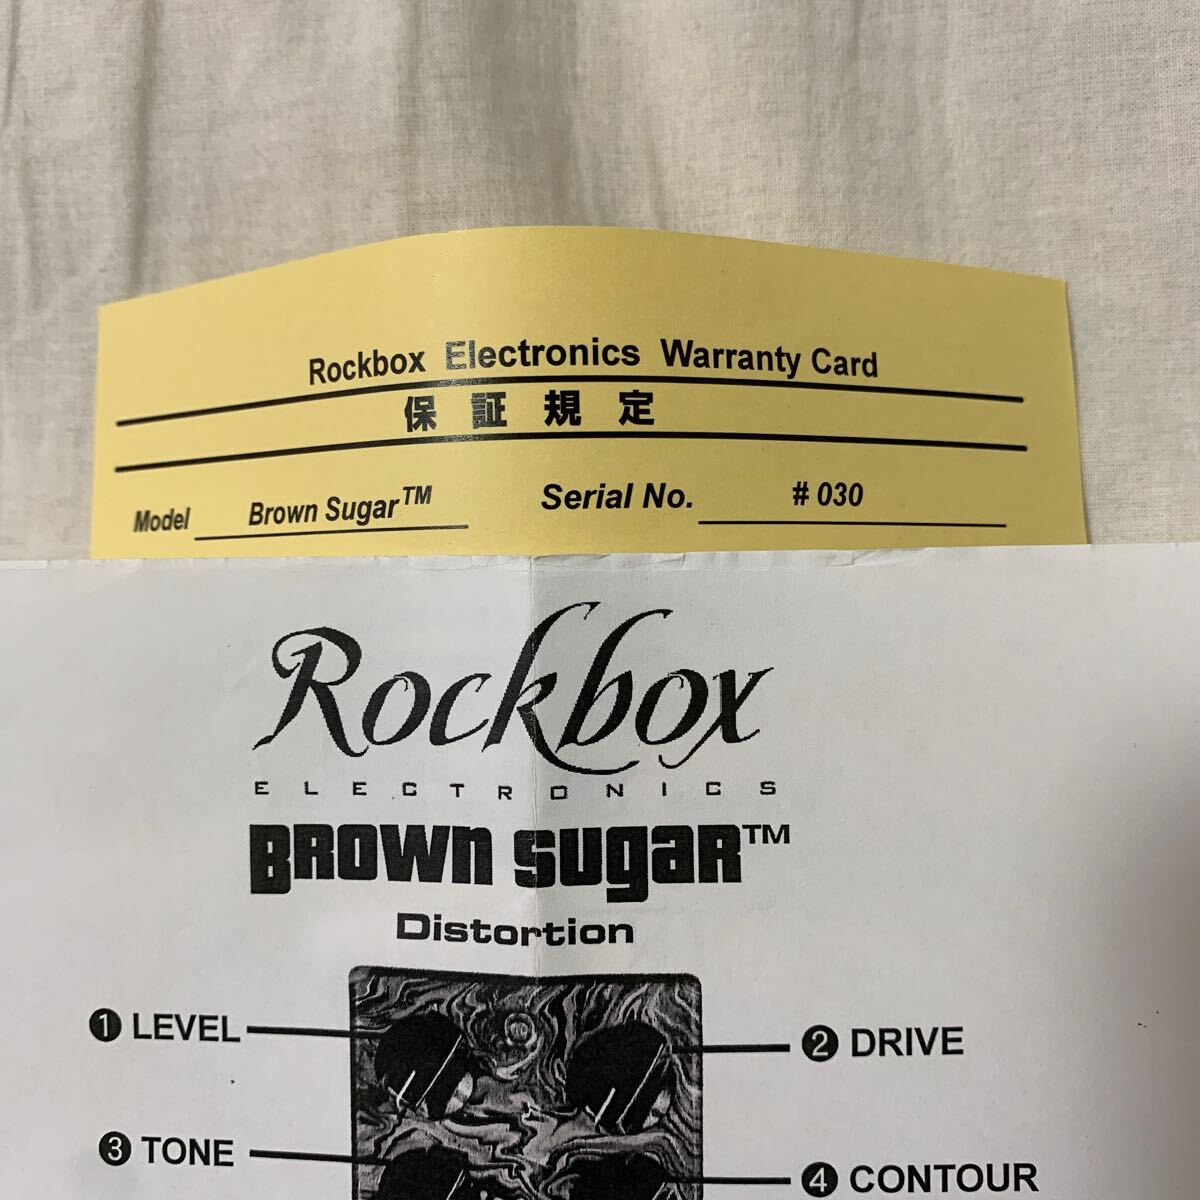 Rockbox Electronics Warranty Card
保証規定
Model Brown Sugar™ Serial No. # 030
Rockbox
ELECTRONICS
BROWN SUGAR™
Distortion
❶ LEVEL
❷ DRIVE
❸ TONE
❹ CONTOUR